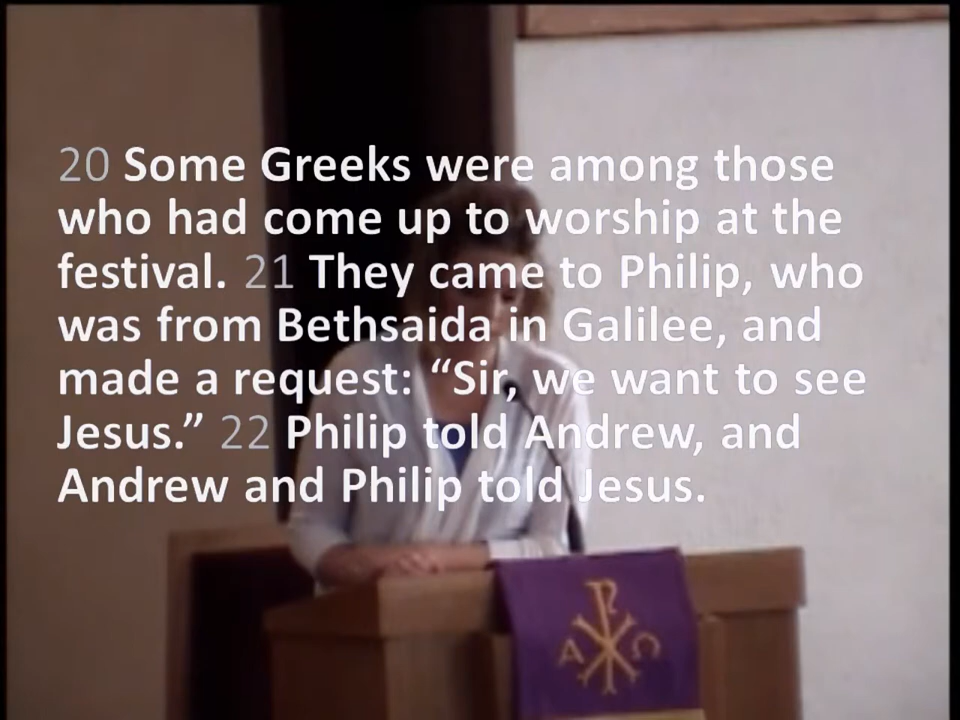 20 Some Greeks were among those
who had come up to worship at the
festival. 21 They came to Philip, who
was from Bethsaida in Galilee, and
made a request: “Sir, we want to see
Jesus.” 22 Philip told Andrew, and
Andrew and Philip told Jesus.
Α Ω